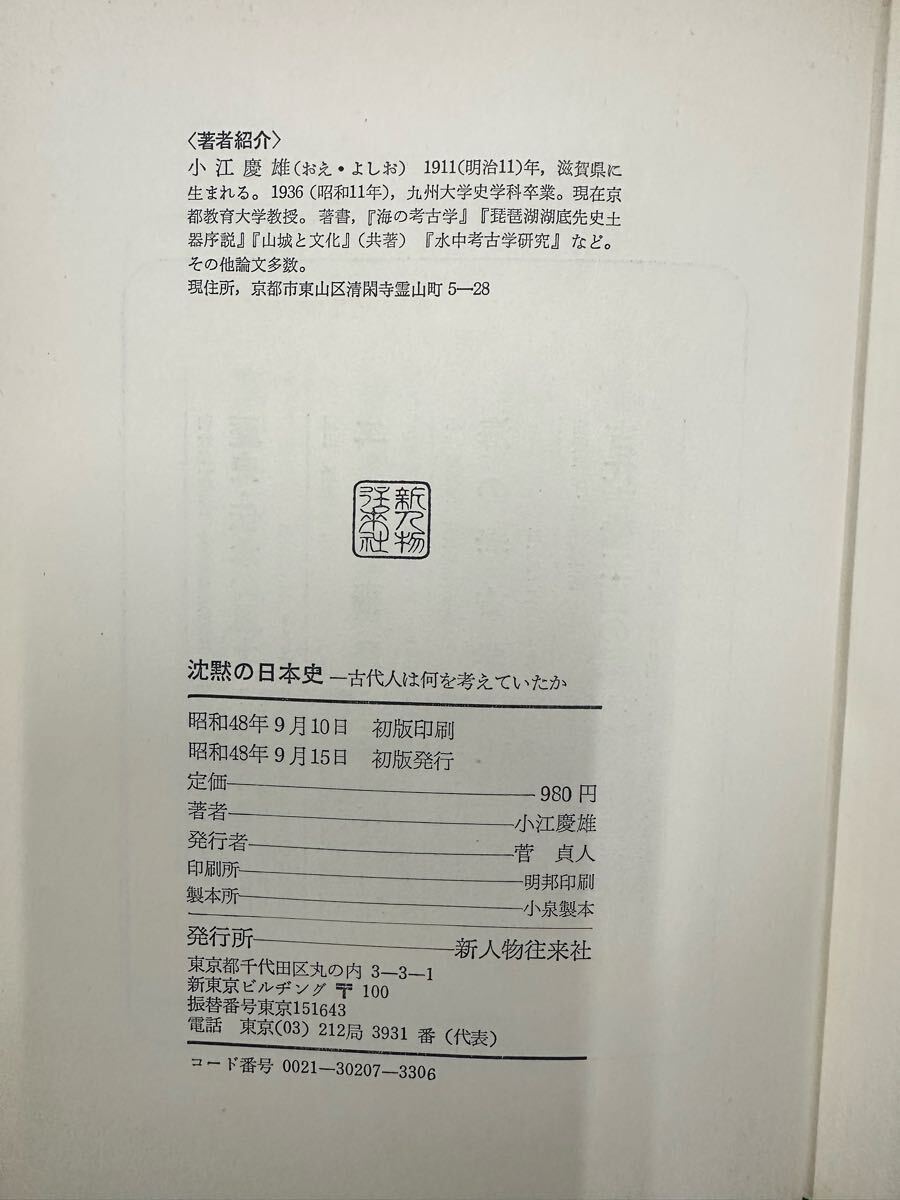 〈著者紹介〉
小江慶雄(おえ・よしお) 1911(明治11)年，滋賀県に
生まれる。1936(昭和11年)，九州大学史学科卒業。現在京
都教育大学教授。著書，『海の考古学』『琵琶湖湖底先史土
器序説』『山城と文化』(共著)『水中考古学研究』など。
その他論文多数。
現住所，京都市東山区清閑寺霊山町 5―28
新人物
往来社
沈黙の日本史 ―古代人は何を考えていたか
昭和48年9月10日 初版印刷
昭和48年9月15日 初版発行
定価――980円
著者――小江慶雄
発行者――菅 貞人
印刷所――明邦印刷
製本所――小泉製本
発行所――新人物往来社
東京都千代田区丸の内 3―3―1
新東京ビルヂング 〒 100
振替番号東京151643
電話 東京(03) 212局 3931 番(代表)
コード番号 0021―30207―3306